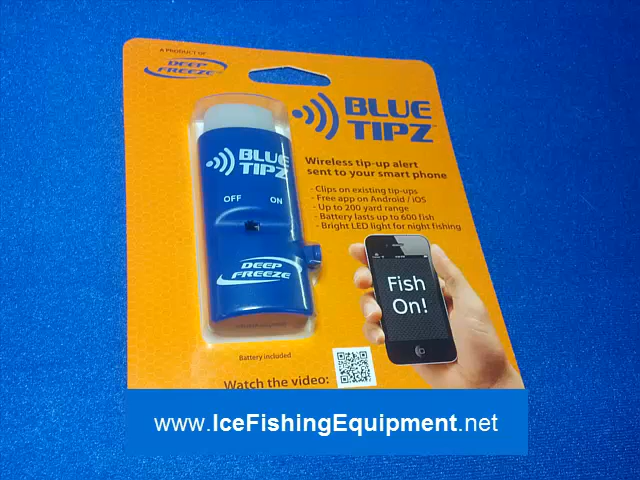 A PRODUCT OF
DEEP
FREEZE
BLUE
TIPZ™
Wireless tip-up alert
sent to your smart phone
- Clips on existing tip-ups
- Free app on Android / iOS
- Up to 200 yard range
- Battery lasts up to 600 fish
- Bright LED light for night fishing
BLUE
TIPZ
OFF ON
DEEP
FREEZE
Fish
On!
Battery included
Watch the video:
www.IceFishingEquipment.net